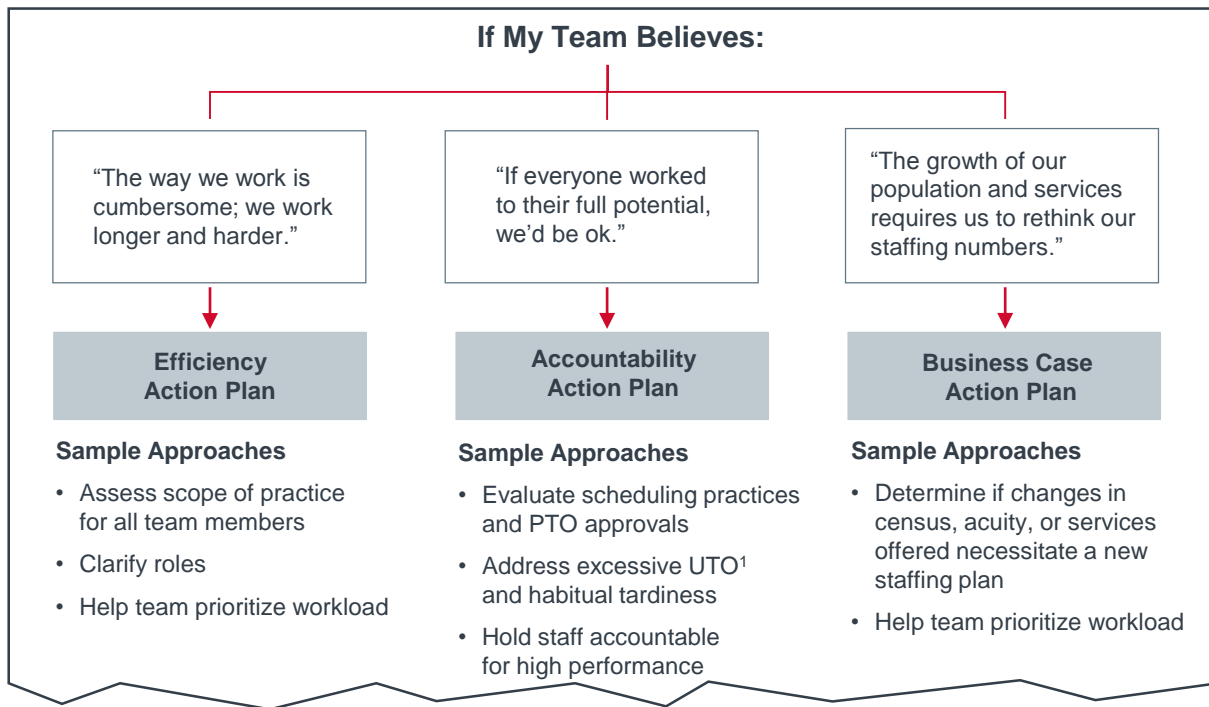 If My Team Believes:
“The way we work is
cumbersome; we work
longer and harder.”
Efficiency
Action Plan
Sample Approaches
• Assess scope of practice
for all team members
• Clarify roles
• Help team prioritize workload
“If everyone worked
to their full potential,
we’d be ok.”
Accountability
Action Plan
Sample Approaches
• Evaluate scheduling practices
and PTO approvals
• Address excessive UTO¹
and habitual tardiness
• Hold staff accountable
for high performance
“The growth of our
population and services
requires us to rethink our
staffing numbers.”
Business Case
Action Plan
Sample Approaches
• Determine if changes in
census, acuity, or services
offered necessitate a new
staffing plan
• Help team prioritize workload